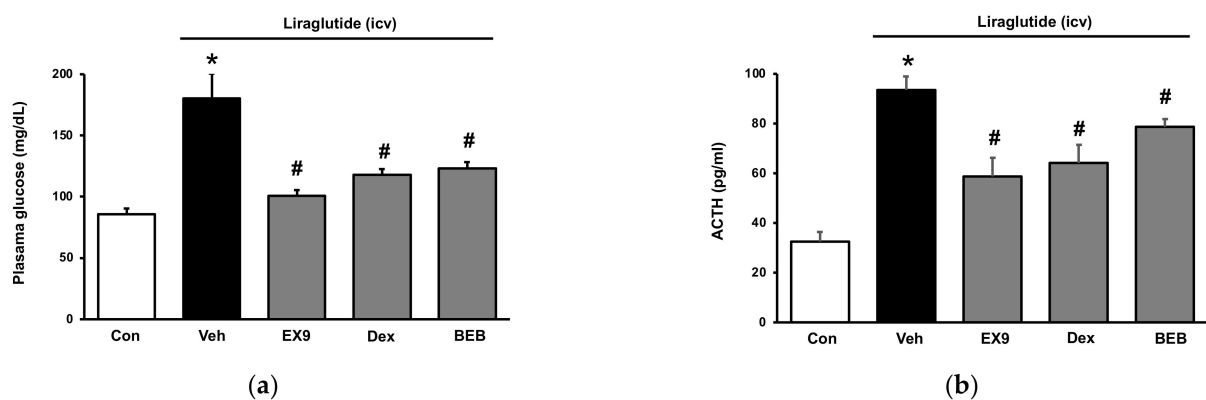 Liraglutide (icv)
*
#
#
#
Plasama glucose (mg/dL)
200
150
100
50
0
Con Veh EX9 Dex BEB
(a)
Liraglutide (icv)
*
#
#
#
ACTH (pg/ml)
100
80
60
40
20
0
Con Veh EX9 Dex BEB
(b)